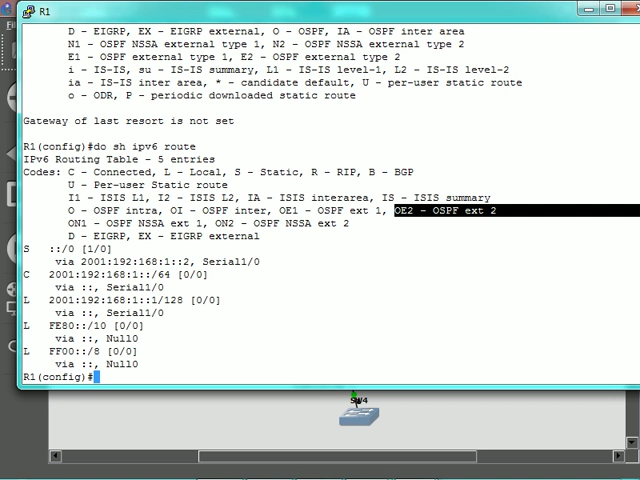 R1
Fi
D - EIGRP, EX - EIGRP external, O - OSPF, IA - OSPF inter area
N1 - OSPF NSSA external type 1, N2 - OSPF NSSA external type 2
E1 - OSPF external type 1, E2 - OSPF external type 2
i - IS-IS, su - IS-IS summary, L1 - IS-IS level-1, L2 - IS-IS level-2
ia - IS-IS inter area, * - candidate default, U - per-user static route
o - ODR, P - periodic downloaded static route
Gateway of last resort is not set
R1(config)#do sh ipv6 route
IPv6 Routing Table - 5 entries
Codes: C - Connected, L - Local, S - Static, R - RIP, B - BGP
U - Per-user Static route
I1 - ISIS L1, I2 - ISIS L2, IA - ISIS interarea, IS - ISIS summary
O - OSPF intra, OI - OSPF inter, OE1 - OSPF ext 1, OE2 - OSPF ext 2
ON1 - OSPF NSSA ext 1, ON2 - OSPF NSSA ext 2
D - EIGRP, EX - EIGRP external
S ::/0 [1/0]
via 2001:192:168:1::2, Serial1/0
C 2001:192:168:1::/64 [0/0]
via ::, Serial1/0
L 2001:192:168:1::1/128 [0/0]
via ::, Serial1/0
L FE80::/10 [0/0]
via ::, Null0
L FF00::/8 [0/0]
via ::, Null0
R1(config)#
SW4